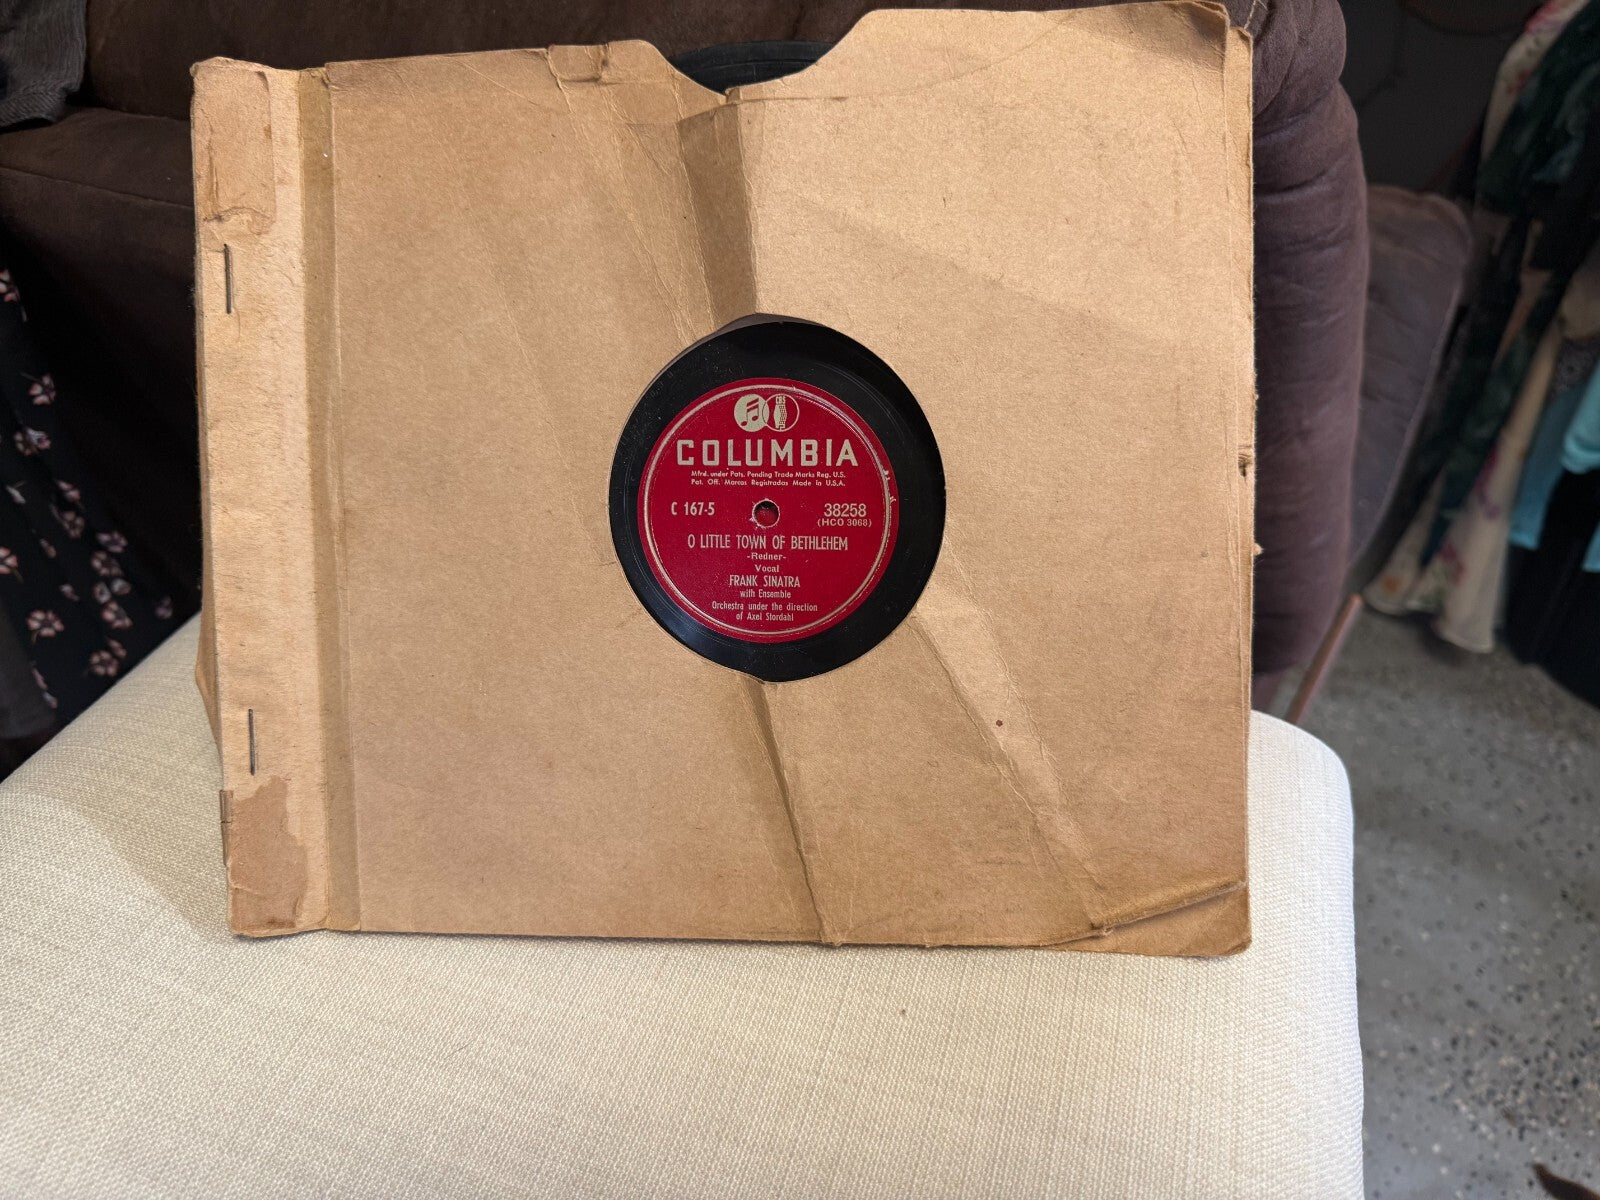 CBS
COLUMBIA
Mfrd. under Pats. Pending Trade Marks Reg. U.S.
Pat. Off. Marcas Registradas Made in U.S.A.
C 167-5
38258
(HCO 3068)
O LITTLE TOWN OF BETHLEHEM
-Redner-
Vocal
FRANK SINATRA
with Ensemble
Orchestra under the direction
of Axel Stordahl